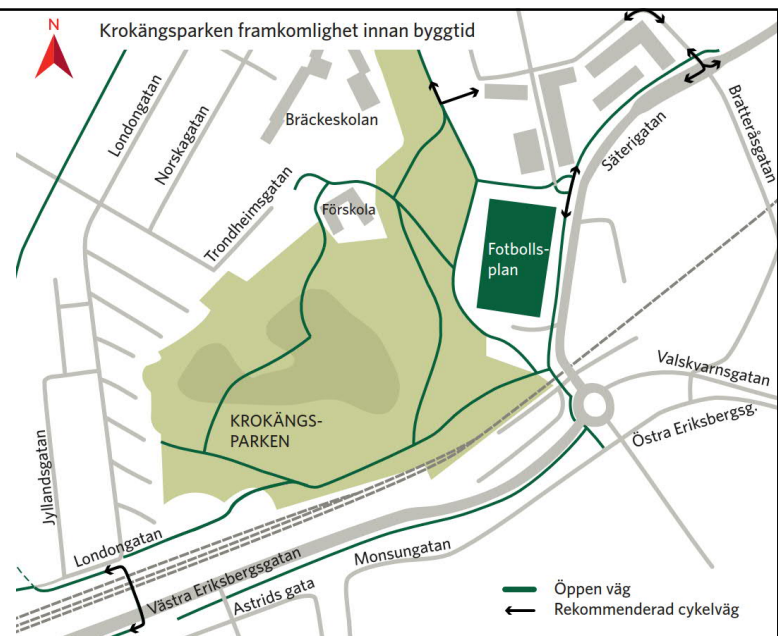 N
Krokängsparken framkomlighet innan byggtid
Londongatan
Norskagatan
Bräckeskolan
Bratteråsgatan
Säterigatan
Trondheimsgatan
Förskola
Fotbolls-
plan
Valskvarnsgatan
KROKÄNGS-
PARKEN
Östra Eriksbergsg.
Jyllandsgatan
Londongatan
Monsungatan
Västra Eriksbergsgatan
Astrids gata
Öppen väg
Rekommenderad cykelväg